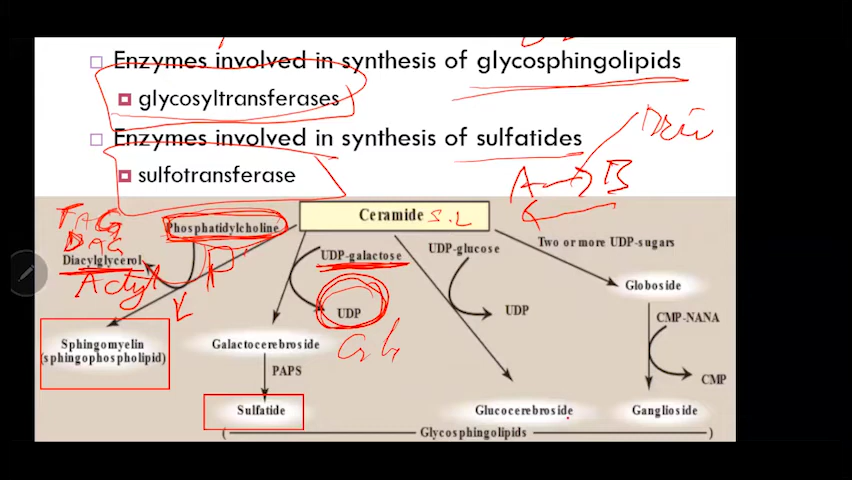 Enzymes involved in synthesis of glycosphingolipids
glycosyltransferases
Enzymes involved in synthesis of sulfatides
sulfotransferase
A → B
TAG
DAG
Phosphatidylcholine
Ceramide S.L
Diacylglycerol
Acyl
P
UDP-galactose
UDP-glucose
Two or more UDP-sugars
Globoside
UDP
UDP
CMP-NANA
CMP
Sphingomyelin
(sphingophospholipid)
Galactocerebroside
PAPS
Sulfatide
Glucocerebroside
Ganglioside
( Glycosphingolipids )